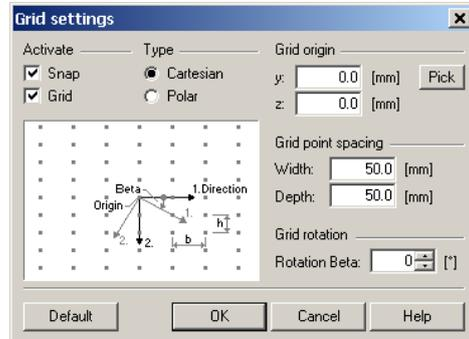 Grid settings
Activate Type Grid origin
Snap Cartesian y: 0.0 [mm] Pick
Grid Polar z: 0.0 [mm]
Grid point spacing
Width: 50.0 [mm]
Depth: 50.0 [mm]
Beta 1.Direction
Origin 1. h
2. 2. b
Grid rotation
Rotation Beta: 0 [°]
Default OK Cancel Help